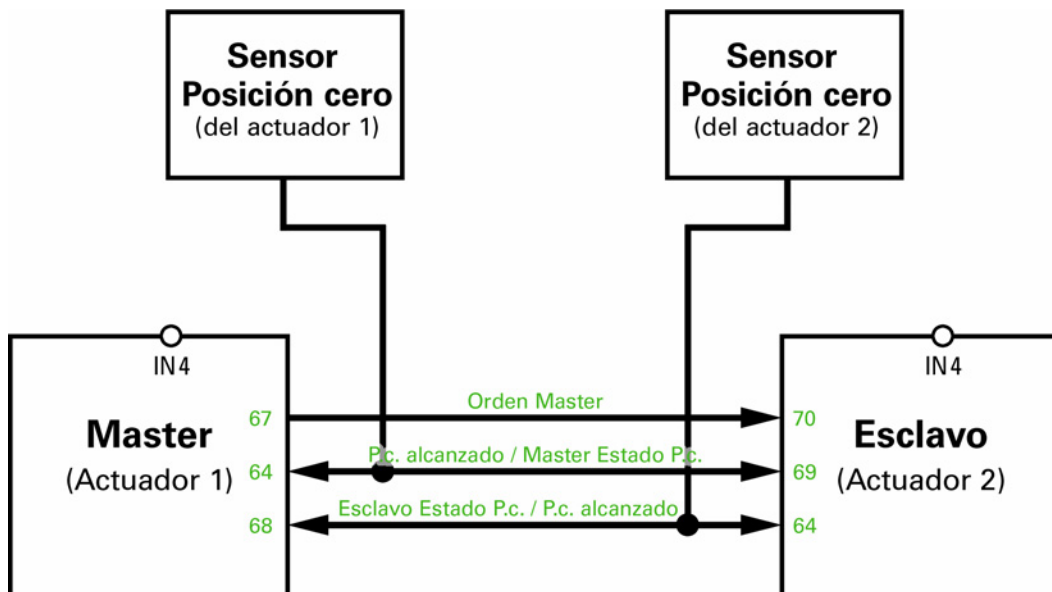 Sensor
Posición cero
(del actuador 1)
Sensor
Posición cero
(del actuador 2)
IN4
IN4
Master
(Actuador 1)
67
64
68
Orden Master
P.c. alcanzado / Master Estado P.c.
Esclavo Estado P.c. / P.c. alcanzado
70
69
64
Esclavo
(Actuador 2)